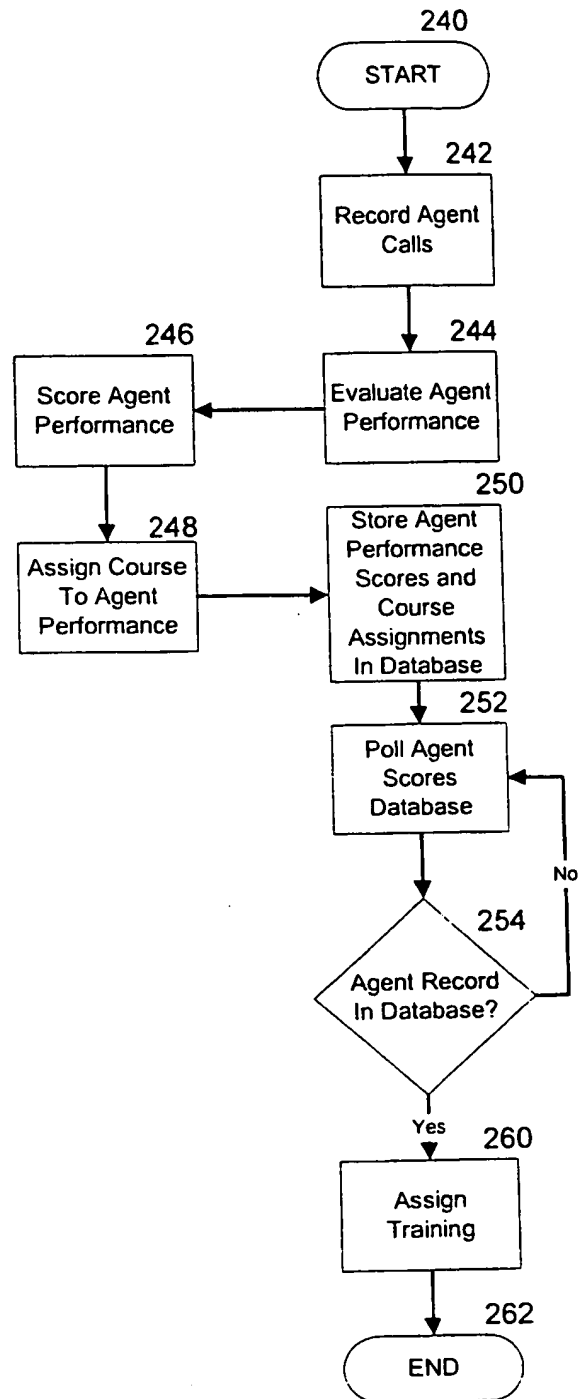 240
START
242
Record Agent
Calls
244
Evaluate Agent
Performance
246
Score Agent
Performance
248
Assign Course
To Agent
Performance
250
Store Agent
Performance
Scores and
Course
Assignments
In Database
252
Poll Agent
Scores
Database
No
254
Agent Record
In Database?
Yes
260
Assign
Training
262
END